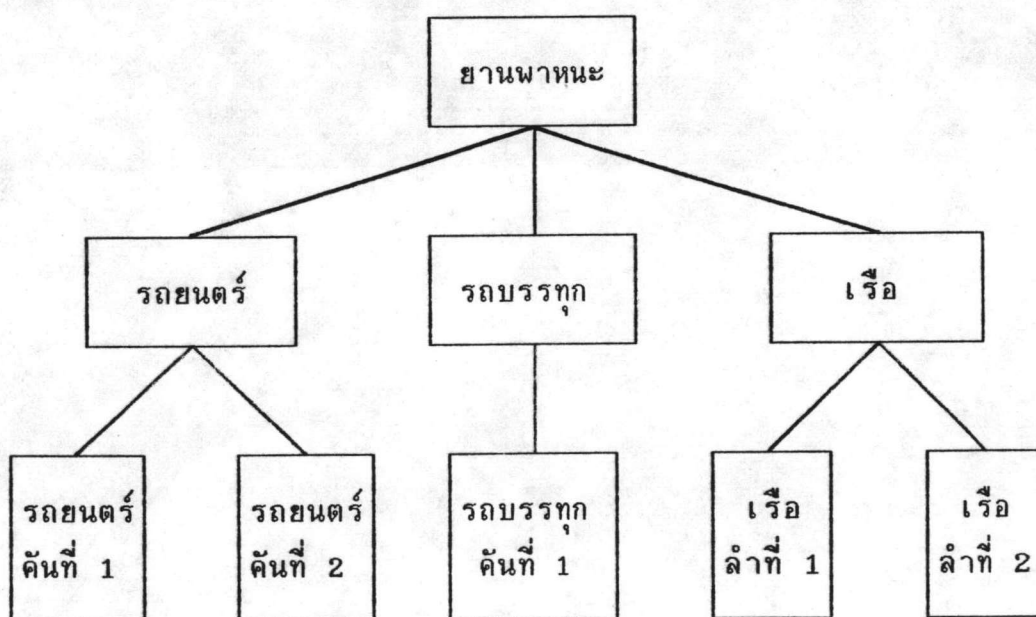 ยานพาหนะ
รถยนตร์
รถบรรทุก
เรือ
รถยนตร์
คันที่ 1
รถยนตร์
คันที่ 2
รถบรรทุก
คันที่ 1
เรือ
ลำที่ 1
เรือ
ลำที่ 2